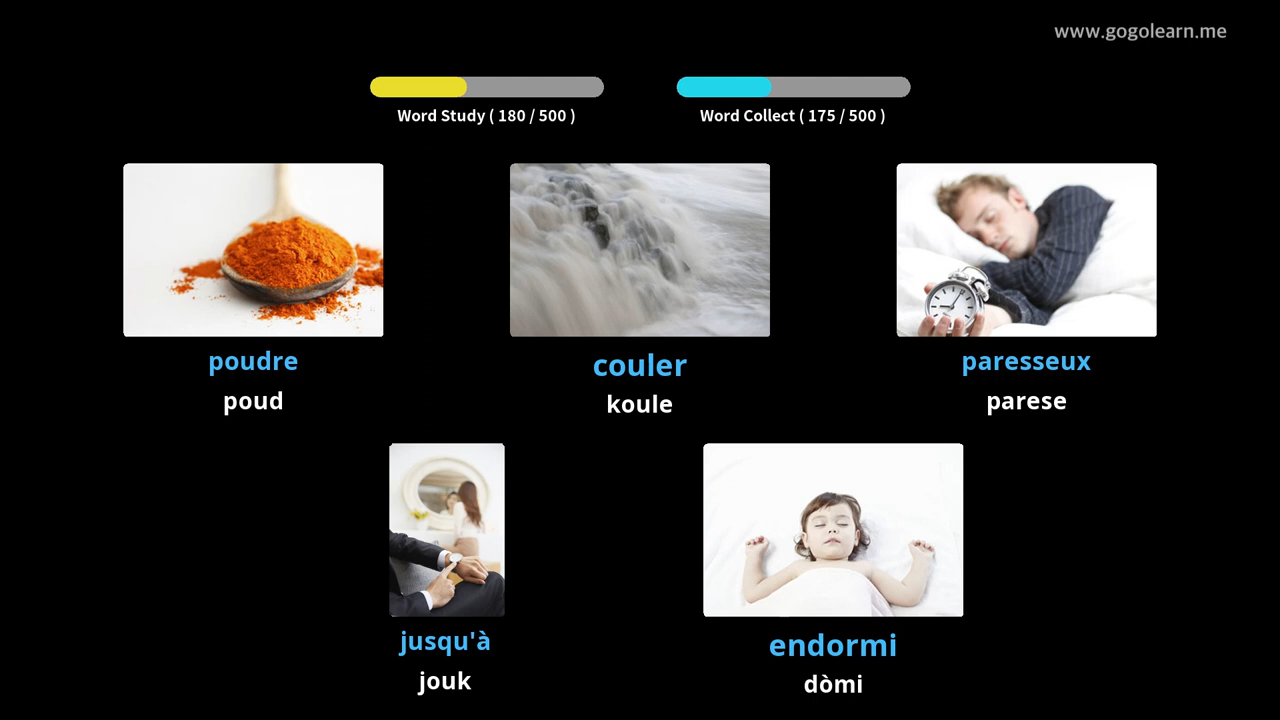 www.gogolearn.me
Word Study ( 180 / 500 )
Word Collect ( 175 / 500 )
poudre
poud
couler
koule
paresseux
parese
jusqu'à
jouk
endormi
dòmi